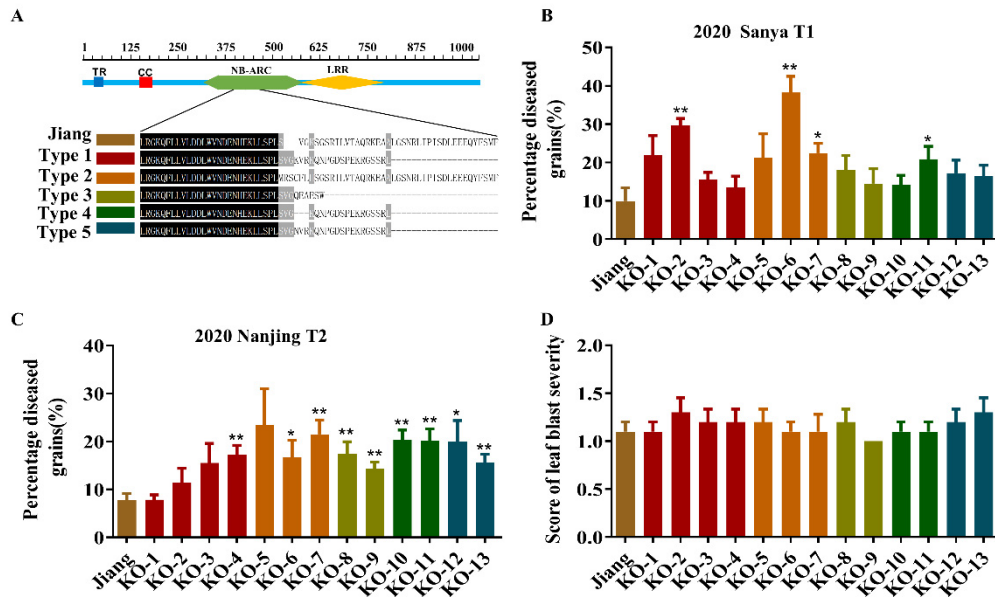 A
1 125 250 375 500 625 750 1000
TR CC NB-ARC LRR
Jiang
Type 1
Type 2
Type 3
Type 4
Type 5
B
2020 Sanya T1
Percentage diseased
grains(%)
50
40
30
20
10
0
** ** * *
Jiang KO-1 KO-2 KO-3 KO-4 KO-5 KO-6 KO-7 KO-8 KO-9 KO-10 KO-11 KO-12 KO-13
C
2020 Nanjing T2
Percentage diseased
grains(%)
40
30
20
10
0
** * ** ** ** ** ** * **
Jiang KO-1 KO-2 KO-3 KO-4 KO-5 KO-6 KO-7 KO-8 KO-9 KO-10 KO-11 KO-12 KO-13
D
Score of leaf blast severity
2.0
1.5
1.0
0.5
0.0
Jiang KO-1 KO-2 KO-3 KO-4 KO-5 KO-6 KO-7 KO-8 KO-9 KO-10 KO-11 KO-12 KO-13